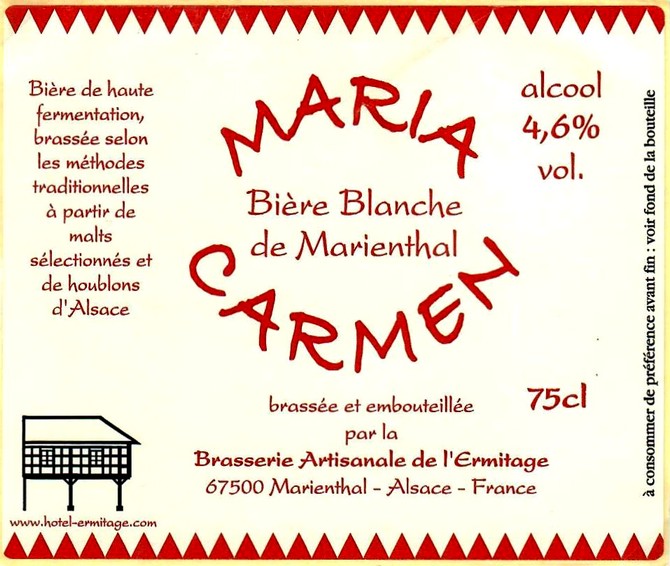 Bière de haute
fermentation,
brassée selon
les méthodes
traditionnelles
à partir de
malts
sélectionnés et
de houblons
d'Alsace
www.hotel-ermitage.com
MARIA
Bière Blanche
de Marienthal
CARMEN
brassée et embouteillée
par la
Brasserie Artisanale de l'Ermitage
67500 Marienthal - Alsace - France
alcool
4,6%
vol.
75cl
à consommer de préférence avant fin : voir fond de la bouteille